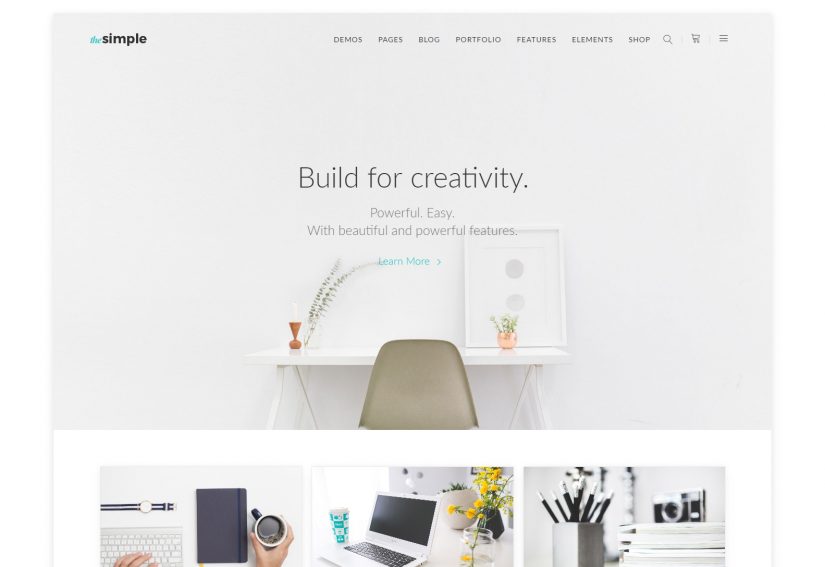 thesimple
DEMOS PAGES BLOG PORTFOLIO FEATURES ELEMENTS SHOP
Build for creativity.
Powerful. Easy.
With beautiful and powerful features.
Learn More